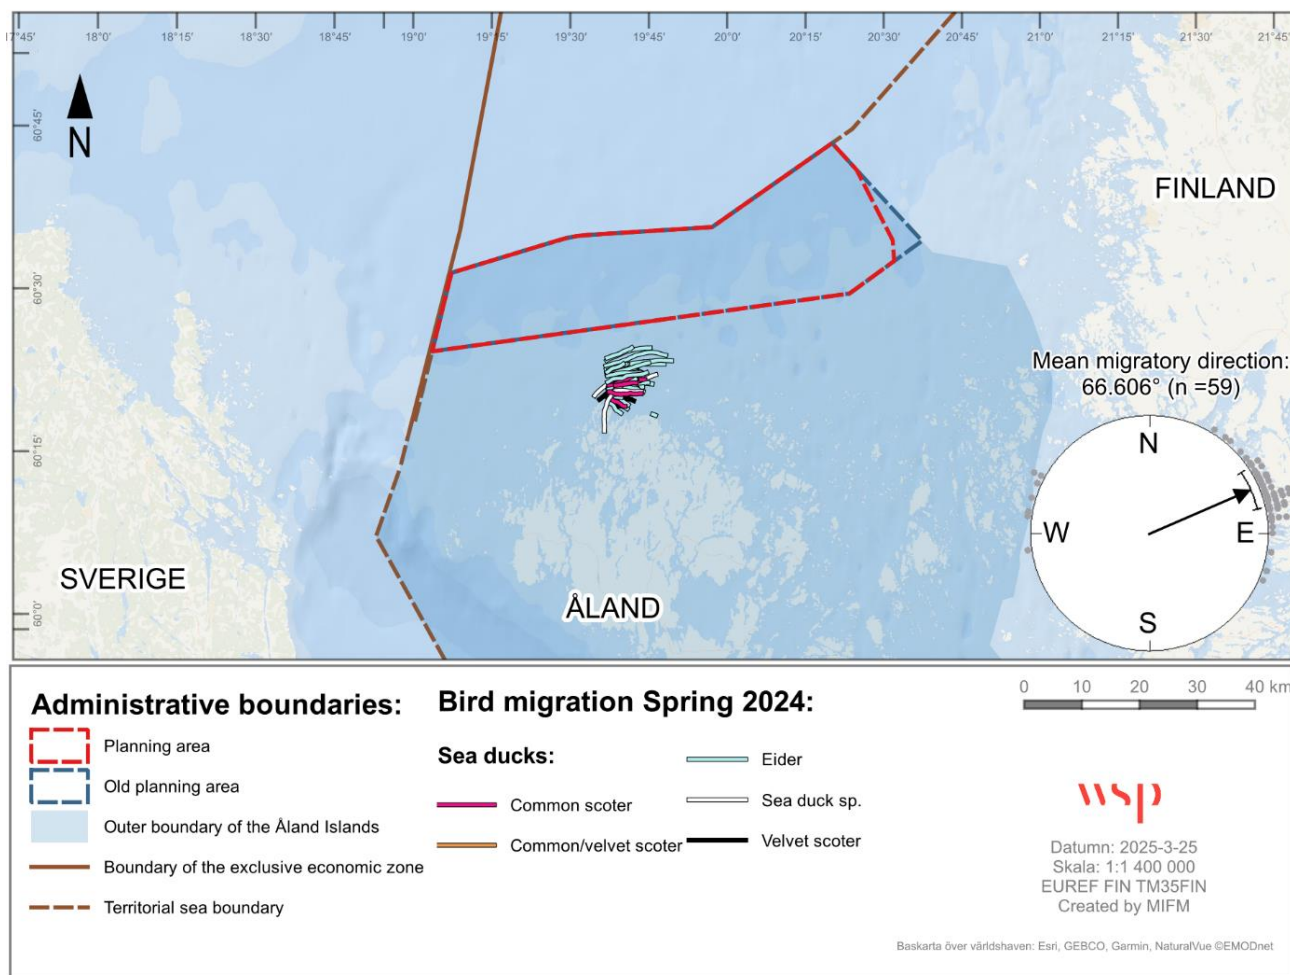 17°45' 18°0' 18°15' 18°30' 18°45' 19°0' 19°15' 19°30' 19°45' 20°0' 20°15' 20°30' 20°45' 21°0' 21°15' 21°30' 21°45'
60°45'
N
FINLAND
60°30'
Mean migratory direction:
66.606° (n =59)
60°15'
N
W
E
S
SVERIGE
ÅLAND
60°0'
Administrative boundaries:
Planning area
Old planning area
Outer boundary of the Åland Islands
Boundary of the exclusive economic zone
Territorial sea boundary
Bird migration Spring 2024:
Sea ducks:
Common scoter
Common/velvet scoter
Eider
Sea duck sp.
Velvet scoter
0 10 20 30 40 km
wsp
Datumn: 2025-3-25
Skala: 1:1 400 000
EUREF FIN TM35FIN
Created by MIFM
Baskarta över världshaven: Esri, GEBCO, Garmin, NaturalVue ©EMODnet